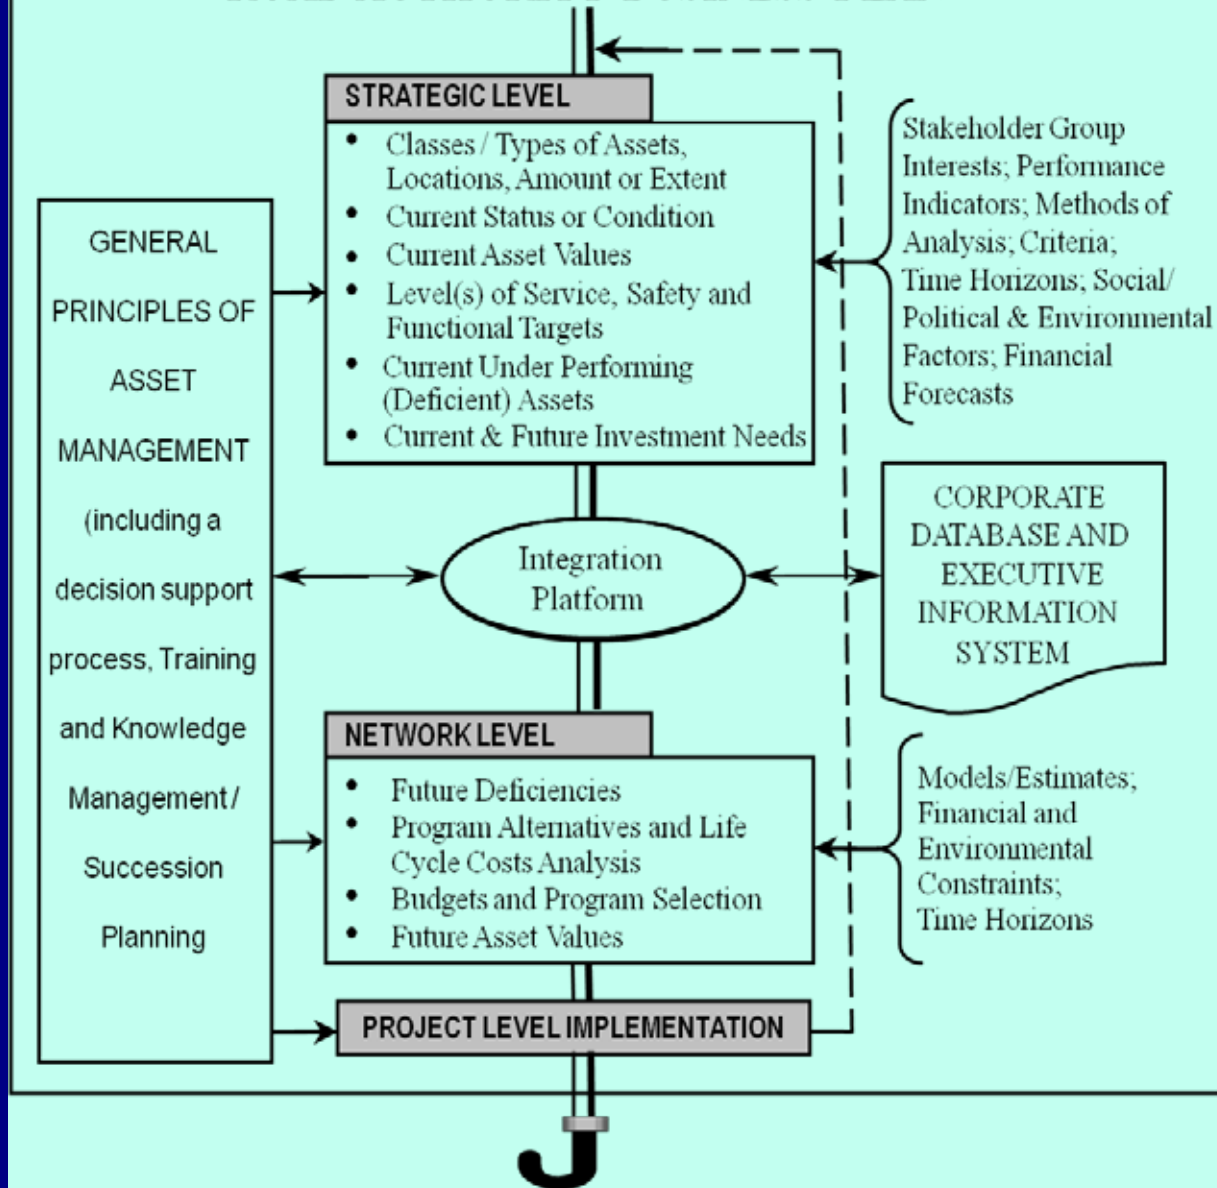 STRATEGIC LEVEL
• Classes / Types of Assets,
Locations, Amount or Extent
• Current Status or Condition
• Current Asset Values
• Level(s) of Service, Safety and
Functional Targets
• Current Under Performing
(Deficient) Assets
• Current & Future Investment Needs
Stakeholder Group
Interests; Performance
Indicators; Methods of
Analysis; Criteria;
Time Horizons; Social/
Political & Environmental
Factors; Financial
Forecasts
GENERAL
PRINCIPLES OF
ASSET
MANAGEMENT
(including a
decision support
process, Training
and Knowledge
Management /
Succession
Planning
Integration
Platform
CORPORATE
DATABASE AND
EXECUTIVE
INFORMATION
SYSTEM
NETWORK LEVEL
• Future Deficiencies
• Program Alternatives and Life
Cycle Costs Analysis
• Budgets and Program Selection
• Future Asset Values
Models/Estimates;
Financial and
Environmental
Constraints;
Time Horizons
PROJECT LEVEL IMPLEMENTATION